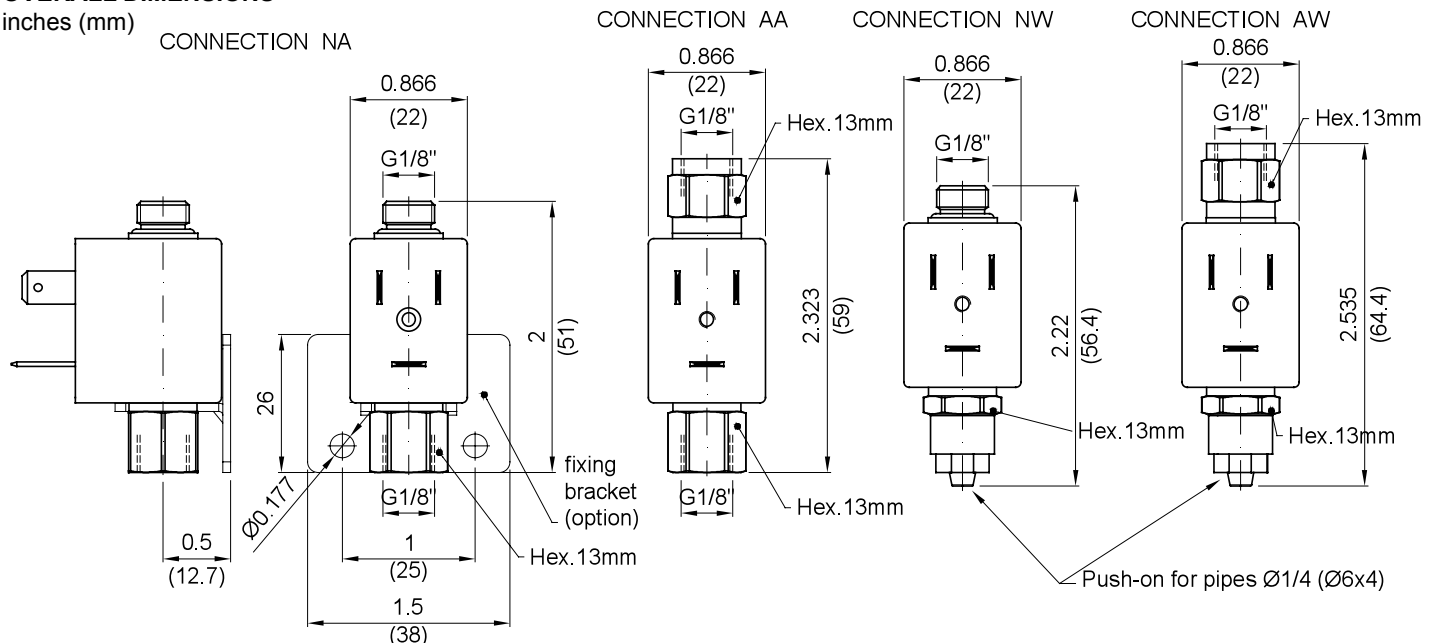 inches (mm)
CONNECTION NA
0.866
(22)
G1/8"
2
(51)
26
Ø0.177
G1/8"
fixing
bracket
(option)
Hex.13mm
0.5
(12.7)
1
(25)
1.5
(38)
CONNECTION AA
0.866
(22)
G1/8"
Hex.13mm
2.323
(59)
G1/8"
Hex.13mm
CONNECTION NW
0.866
(22)
G1/8"
2.22
(56.4)
Hex.13mm
CONNECTION AW
0.866
(22)
G1/8"
Hex.13mm
2.535
(64.4)
Hex.13mm
Push-on for pipes Ø1/4 (Ø6x4)